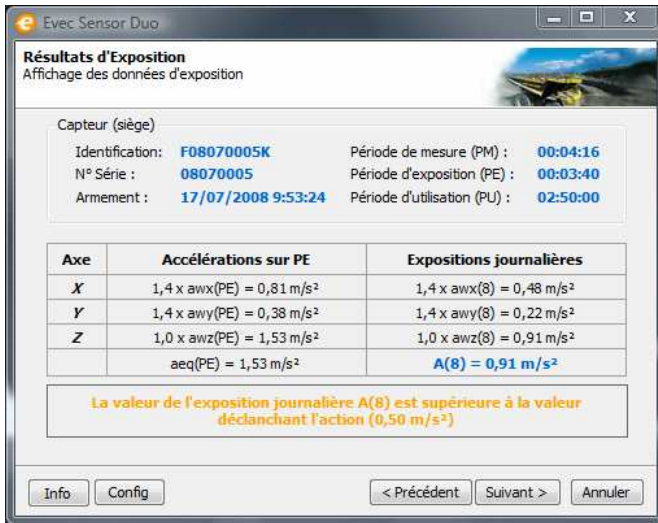 Evec Sensor Duo
Résultats d'Exposition
Affichage des données d'exposition
Capteur (siège)
Identification: F08070005K Période de mesure (PM) : 00:04:16
N° Série : 08070005 Période d'exposition (PE) : 00:03:40
Armement : 17/07/2008 9:53:24 Période d'utilisation (PU) : 02:50:00
Axe Accélérations sur PE Expositions journalières
X 1,4 x awx(PE) = 0,81 m/s² 1,4 x awx(8) = 0,48 m/s²
Y 1,4 x awy(PE) = 0,38 m/s² 1,4 x awy(8) = 0,22 m/s²
Z 1,0 x awz(PE) = 1,53 m/s² 1,0 x awz(8) = 0,91 m/s²
aeq(PE) = 1,53 m/s² A(8) = 0,91 m/s²
La valeur de l'exposition journalière A(8) est supérieure à la valeur
déclanchant l'action (0,50 m/s²)
Info Config < Précédent Suivant > Annuler